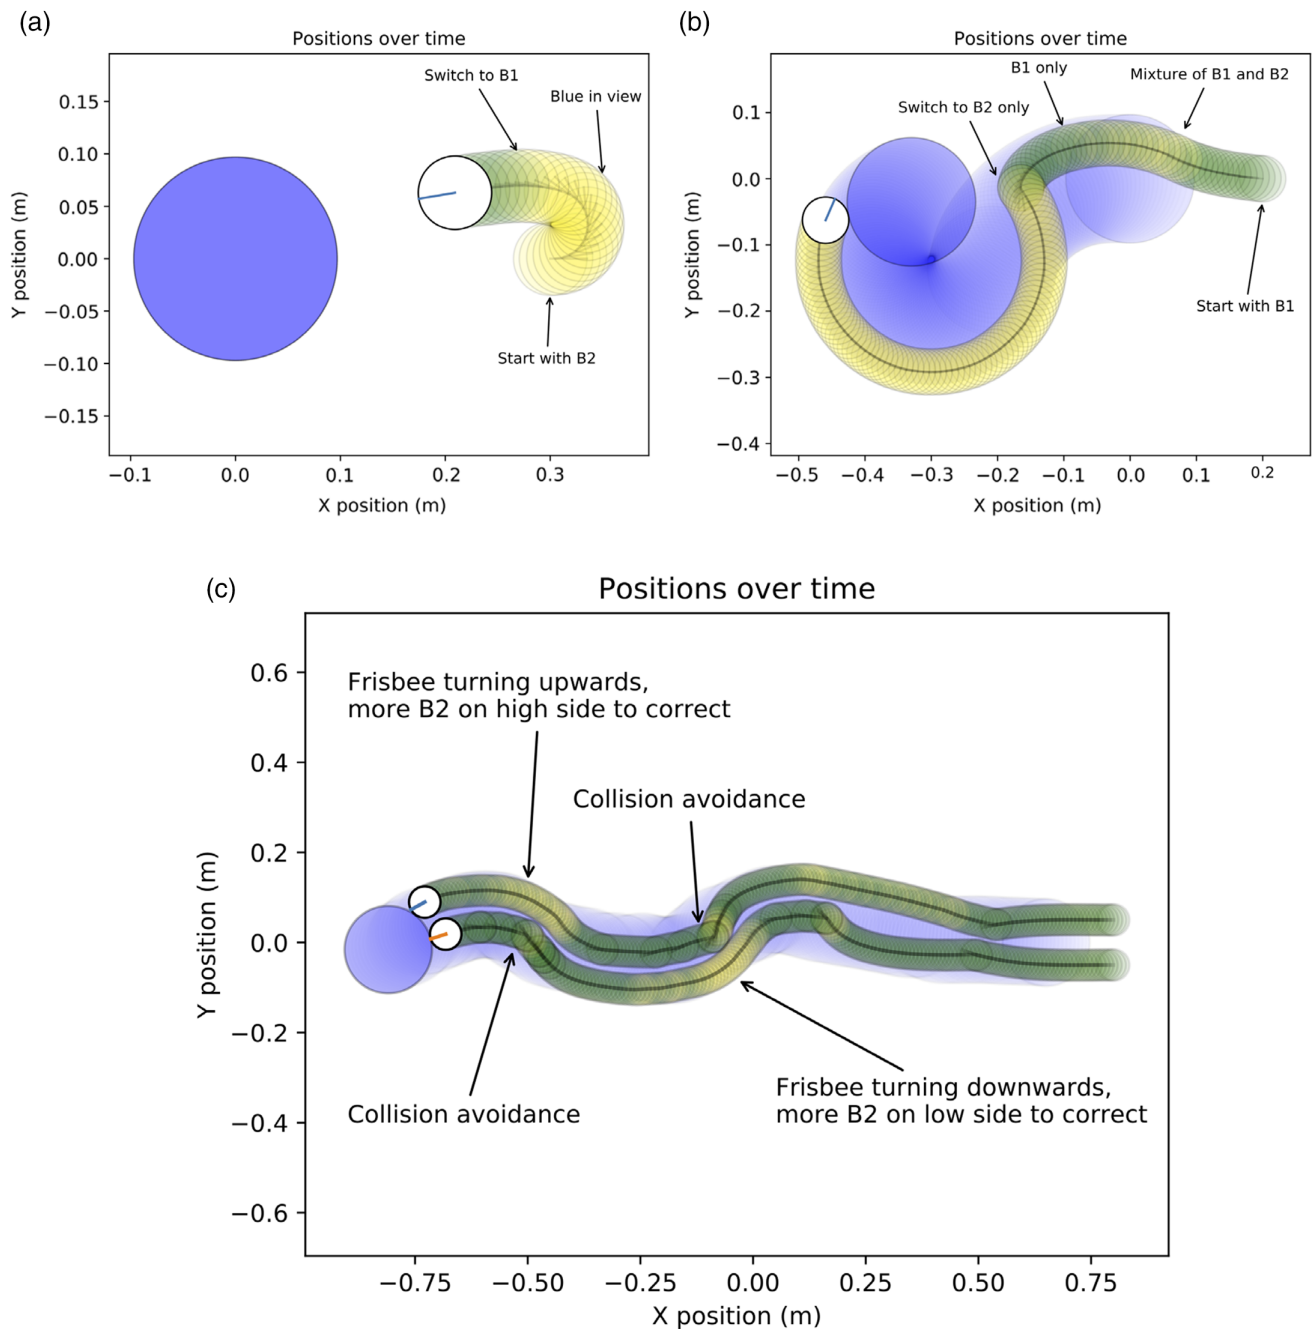 (a)
Positions over time
Switch to B1
Blue in view
Start with B2
0.15
0.10
0.05
0.00
−0.05
−0.10
−0.15
Y position (m)
−0.1
0.0
0.1
0.2
0.3
X position (m)
(b)
Positions over time
B1 only
Mixture of B1 and B2
Switch to B2 only
Start with B1
0.1
0.0
−0.1
−0.2
−0.3
−0.4
Y position (m)
−0.5
−0.4
−0.3
−0.2
−0.1
0.0
0.1
0.2
X position (m)
(c)
Positions over time
Frisbee turning upwards,
more B2 on high side to correct
Collision avoidance
Collision avoidance
Frisbee turning downwards,
more B2 on low side to correct
0.6
0.4
0.2
0.0
−0.2
−0.4
−0.6
Y position (m)
−0.75
−0.50
−0.25
0.00
0.25
0.50
0.75
X position (m)